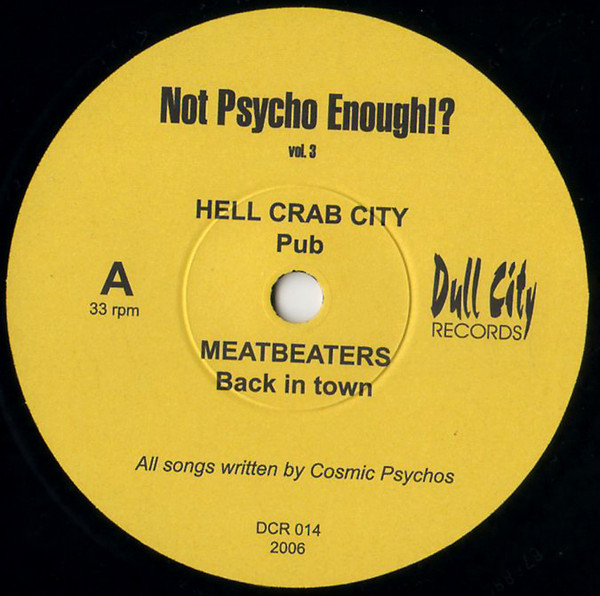 Not Psycho Enough!?
vol. 3
HELL CRAB CITY
Pub
A
33 rpm
Dull City
RECORDS
MEATBEATERS
Back in town
All songs written by Cosmic Psychos
DCR 014
2006